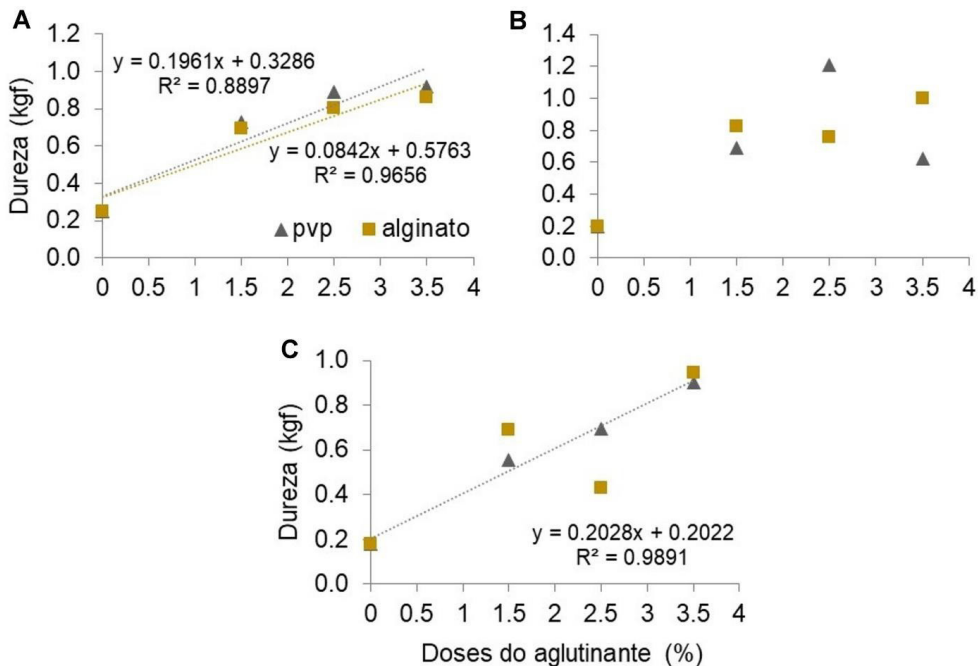 A
Dureza (kgf)
1.2
1.0
0.8
0.6
0.4
0.2
0.0
y = 0.1961x + 0.3286
R² = 0.8897
y = 0.0842x + 0.5763
R² = 0.9656
pvp alginato
0 0.5 1 1.5 2 2.5 3 3.5 4
B
1.4
1.2
1.0
0.8
0.6
0.4
0.2
0.0
0 0.5 1 1.5 2 2.5 3 3.5 4
C
Dureza (kgf)
1.0
0.8
0.6
0.4
0.2
0.0
y = 0.2028x + 0.2022
R² = 0.9891
0 0.5 1 1.5 2 2.5 3 3.5 4
Doses do aglutinante (%)